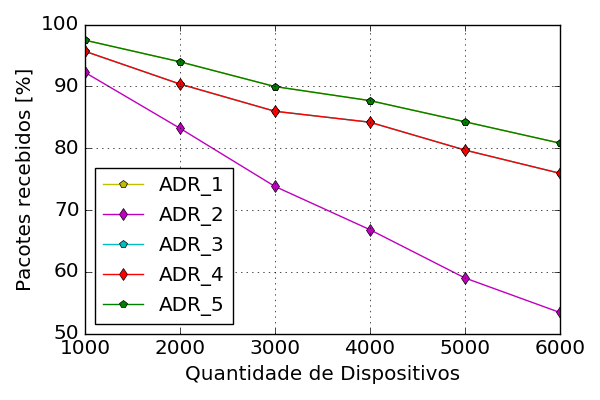 100
90
80
70
60
50
Pacotes recebidos [%]
ADR_1
ADR_2
ADR_3
ADR_4
ADR_5
1000 2000 3000 4000 5000 6000
Quantidade de Dispositivos